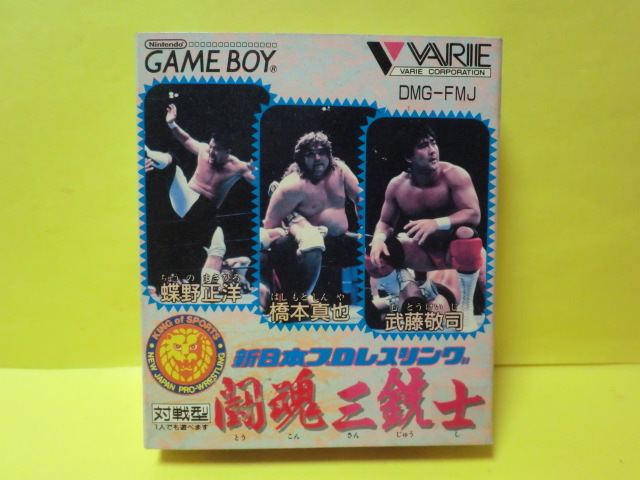 Nintendo
GAME BOY®
VARIE
VARIE CORPORATION
DMG-FMJ
ちょうの まさひろ
蝶野正洋
はしもと しんや
橋本真也
むとう けいじ
武藤敬司
KING of SPORTS
NEW JAPAN PRO-WRESTLING
新日本プロレスリング
闘魂三銃士
とう こん さん じゅう し
対戦型
1人でも遊べます